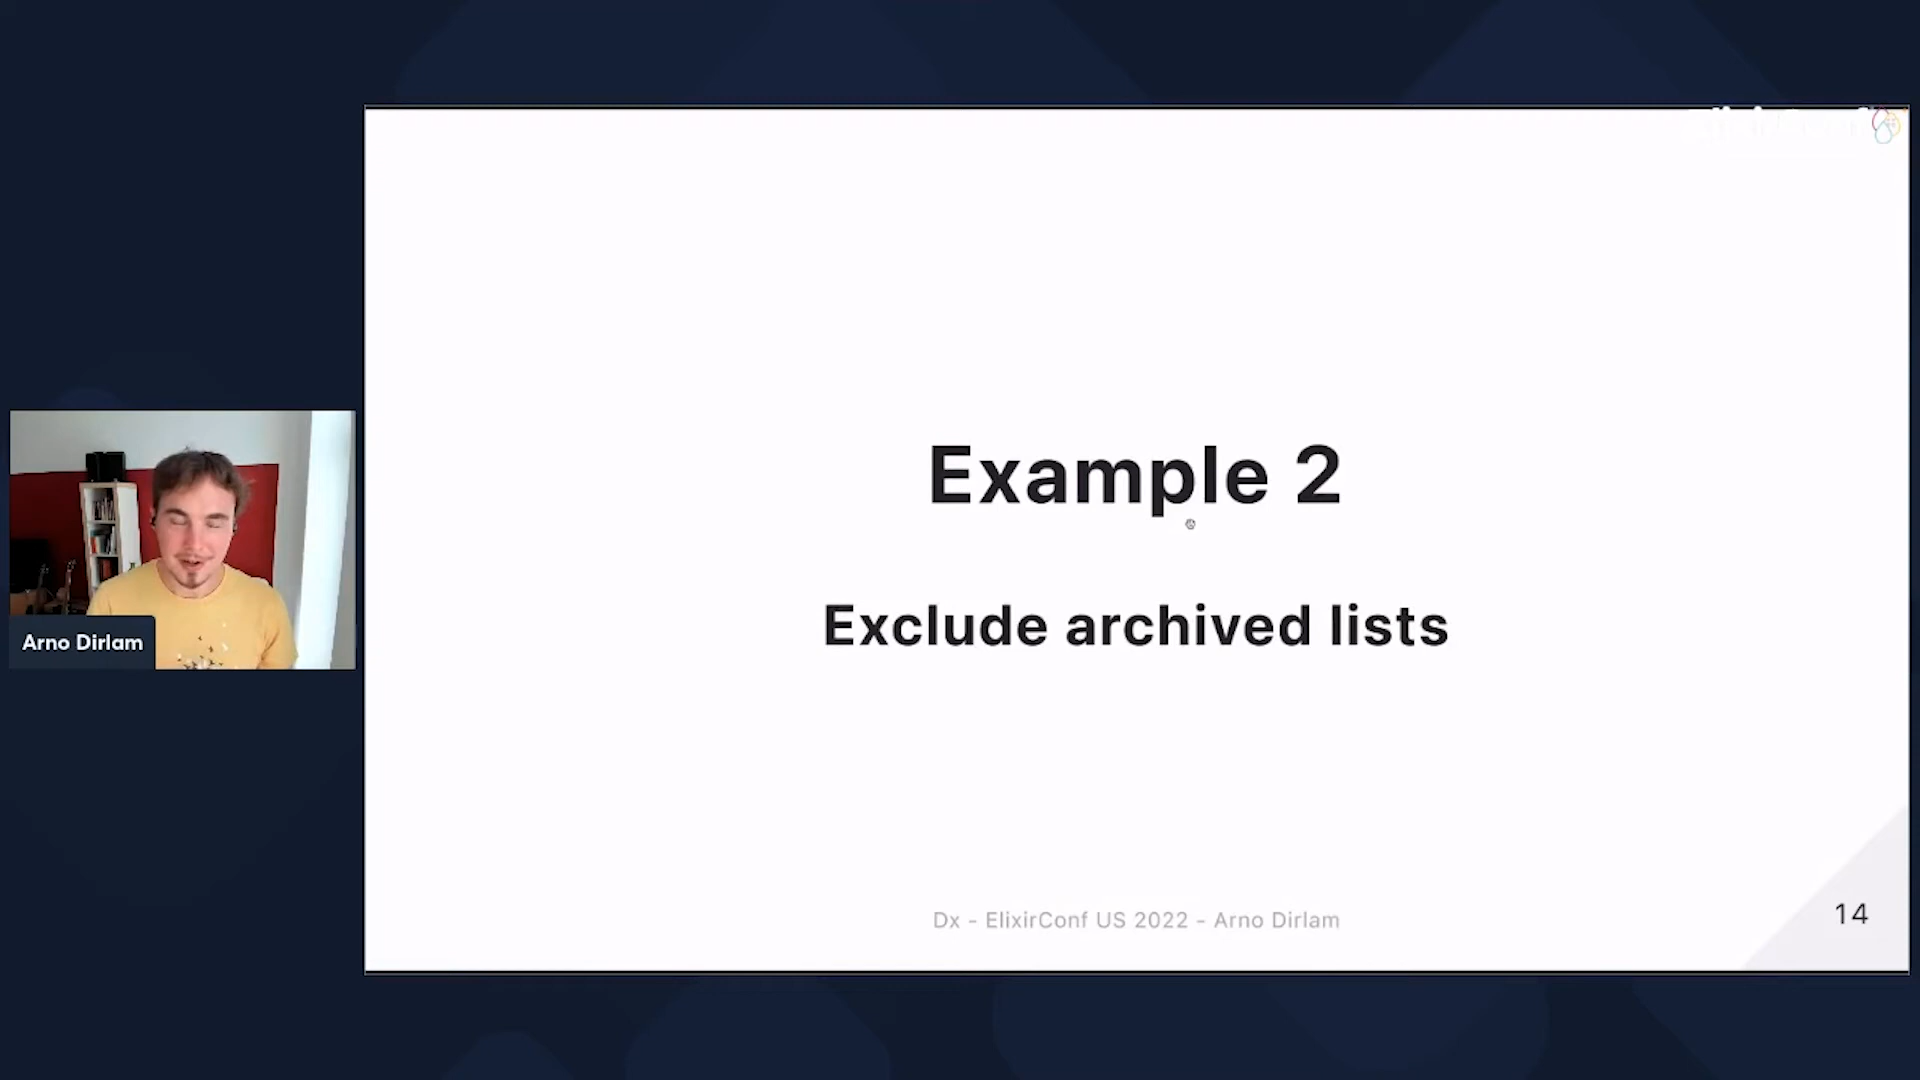 Example 2
Exclude archived lists
Arno Dirlam
Dx - ElixirConf US 2022 - Arno Dirlam
14